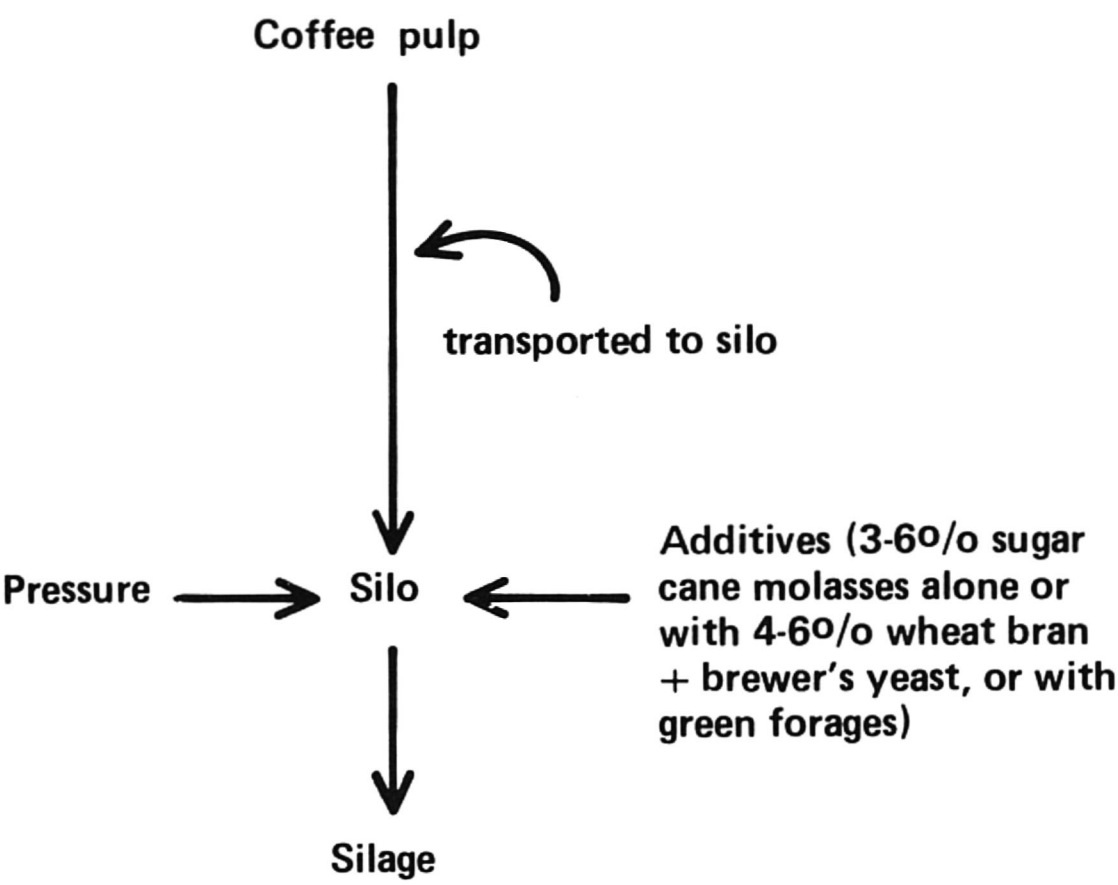 Coffee pulp
transported to silo
Pressure
Silo
Additives (3-6o/o sugar
cane molasses alone or
with 4-6o/o wheat bran
+ brewer's yeast, or with
green forages)
Silage